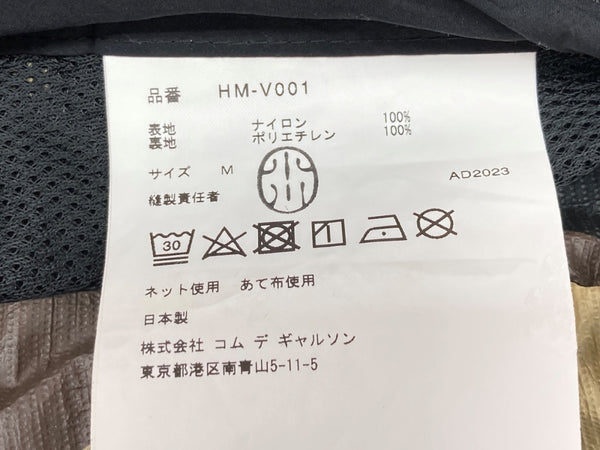 品番 HM-V001
表地 ナイロン 100%
裏地 ポリエチレン 100%
サイズ M
AD2023
縫製責任者
30
ネット使用 あて布使用
日本製
株式会社 コム デ ギャルソン
東京都港区南青山5-11-5